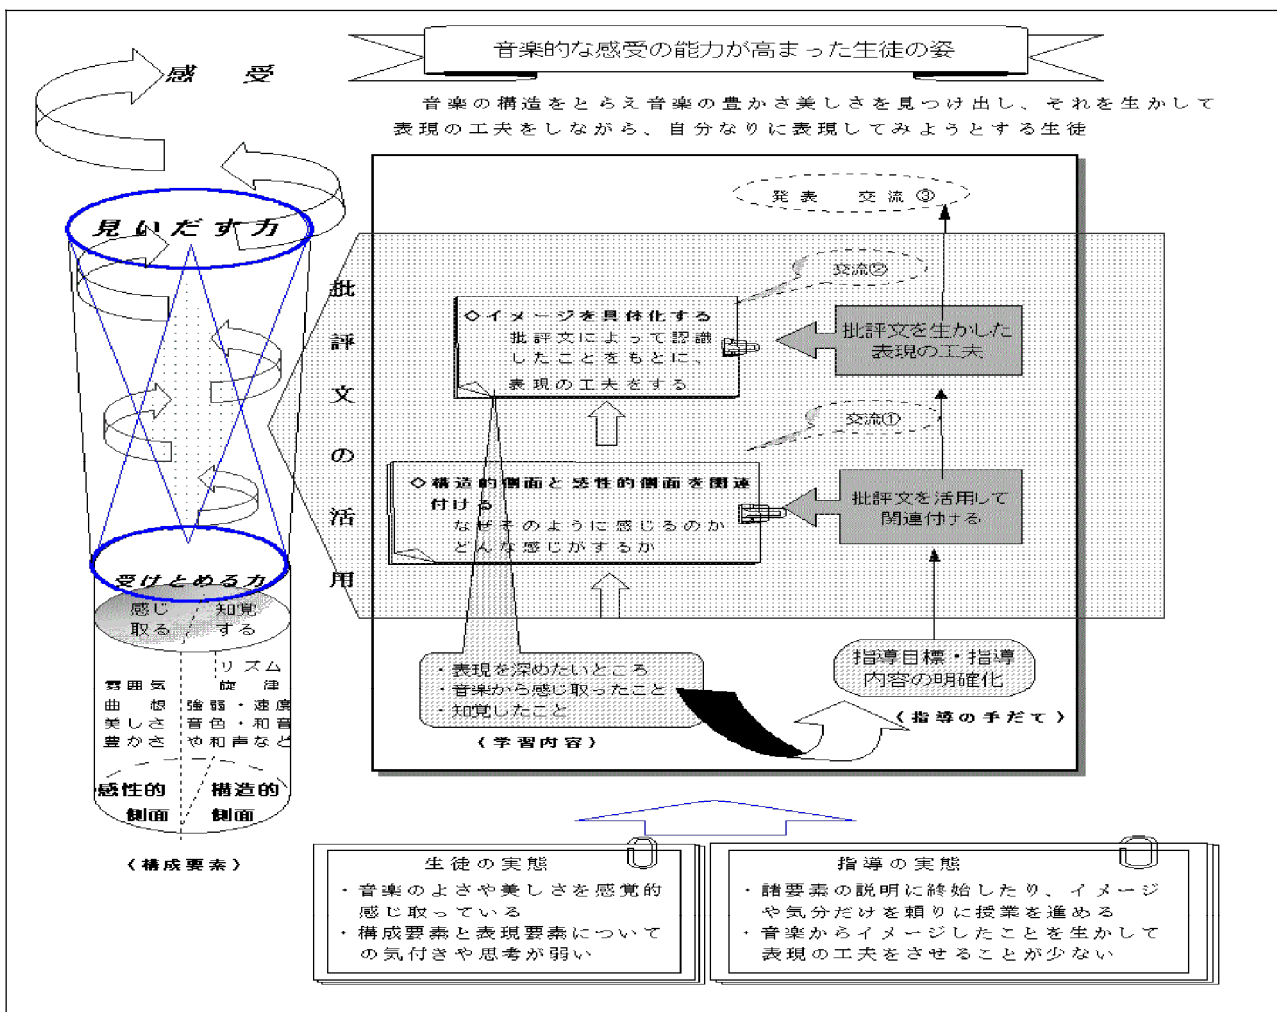 音楽的な感受の能力が高まった生徒の姿
感　受
音楽の構造をとらえ音楽の豊かさ美しさを見つけ出し、それを生かして
表現の工夫をしながら、自分なりに表現してみようとする生徒
発表　交流③
見いだす力
批評文の活用
交流②
◇イメージを具体化する
批評文によって認識
したことをもとに、
表現の工夫をする
批評文を生かした
表現の工夫
交流①
◇構造的側面と感性的側面を関連
付ける
なぜそのように感じるのか
どんな感じがするか
批評文を活用して
関連付ける
受けとめる力
感じ
取る
知覚
する
雰囲気
曲　想
美しさ
豊かさ
リズム
旋　律
強弱・速度
音色・和音
や和声など
感性的
側面
構造的
側面
（構成要素）
・表現を深めたいところ
・音楽から感じ取ったこと
・知覚したこと
（学習内容）
指導目標・指導
内容の明確化
（指導の手だて）
生徒の実態
・音楽のよさや美しさを感覚的
感じ取っている
・構成要素と表現要素について
の気付きや思考が弱い
指導の実態
・諸要素の説明に終始したり、イメージ
や気分だけを頼りに授業を進める
・音楽からイメージしたことを生かして
表現の工夫をさせることが少ない